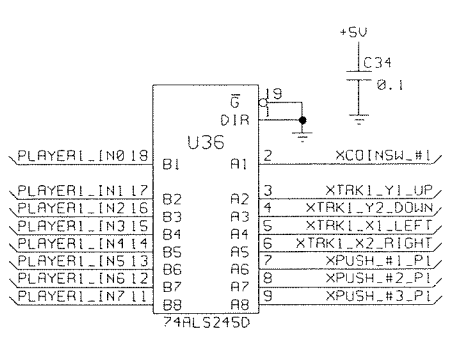 +5V
C34
0.1
G 19
DIR 1
U36
PLAYER1_IN0 18 B1 A1 2 XCOINSW_#1
PLAYER1_IN1 17 B2 A2 3 XTRK1_Y1_UP
PLAYER1_IN2 16 B3 A3 4 XTRK1_Y2_DOWN
PLAYER1_IN3 15 B4 A4 5 XTRK1_X1_LEFT
PLAYER1_IN4 14 B5 A5 6 XTRK1_X2_RIGHT
PLAYER1_IN5 13 B6 A6 7 XPUSH_#1_P1
PLAYER1_IN6 12 B7 A7 8 XPUSH_#2_P1
PLAYER1_IN7 11 B8 A8 9 XPUSH_#3_P1
74ALS245D